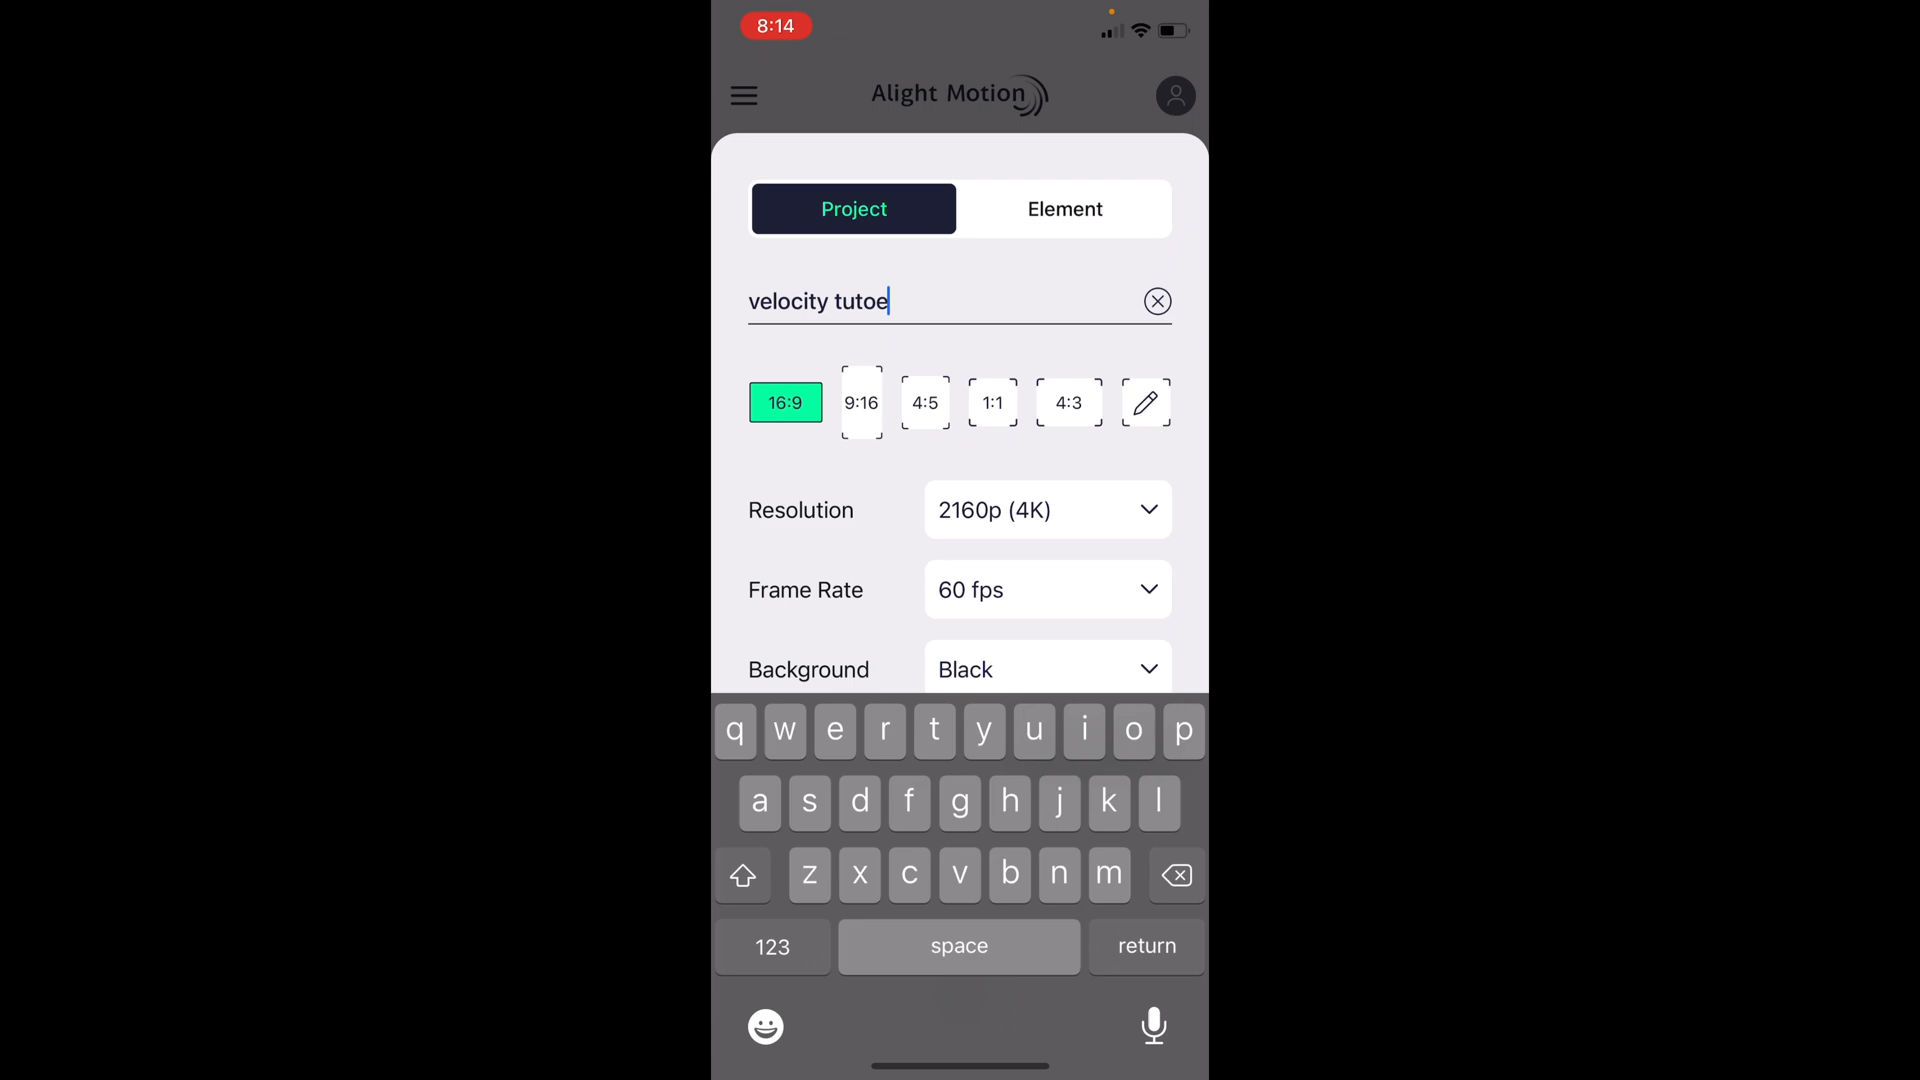 8:14
Alight Motion
Project Element
velocity tutoe
16:9 9:16 4:5 1:1 4:3
Resolution 2160p (4K)
Frame Rate 60 fps
Background Black
q w e r t y u i o p
a s d f g h j k l
z x c v b n m
123 space return